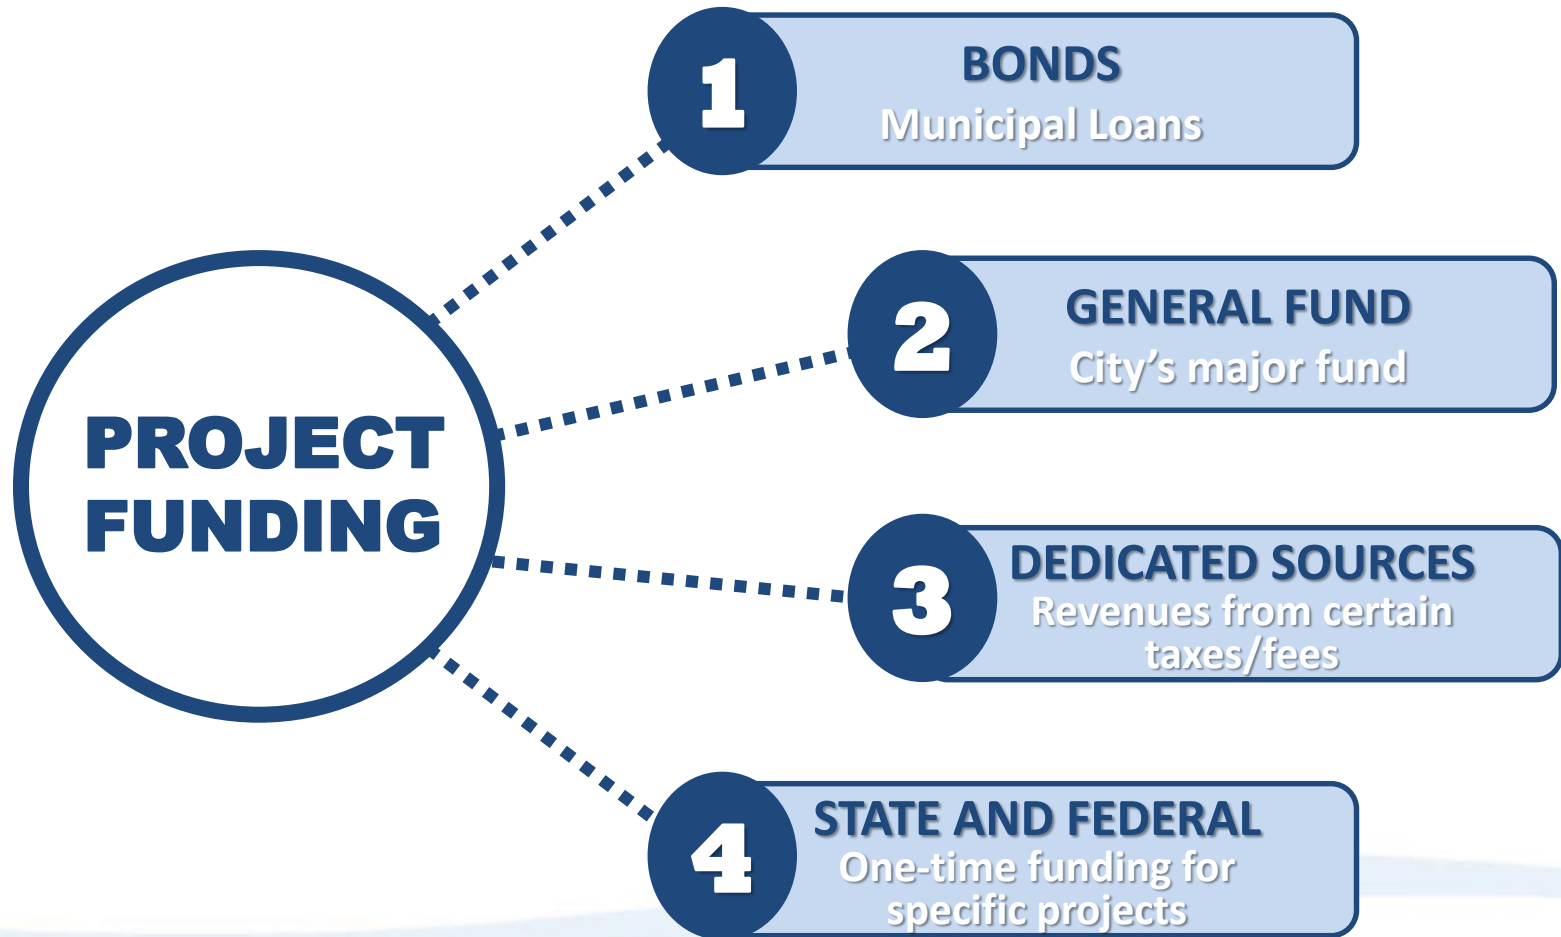 PROJECT
FUNDING
1
BONDS
Municipal Loans
2
GENERAL FUND
City’s major fund
3
DEDICATED SOURCES
Revenues from certain
taxes/fees
4
STATE AND FEDERAL
One-time funding for
specific projects